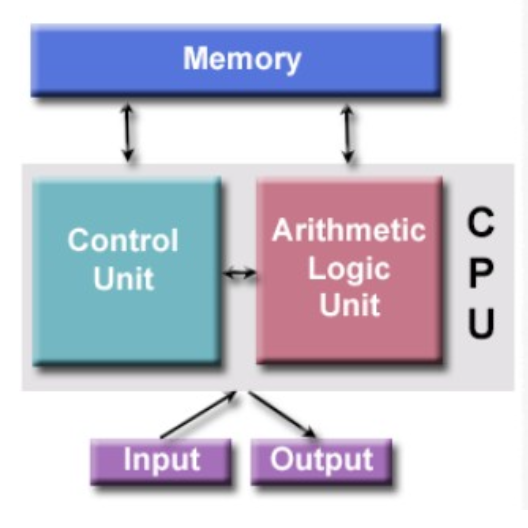 Memory
Control
Unit
Arithmetic
Logic
Unit
C
P
U
Input
Output